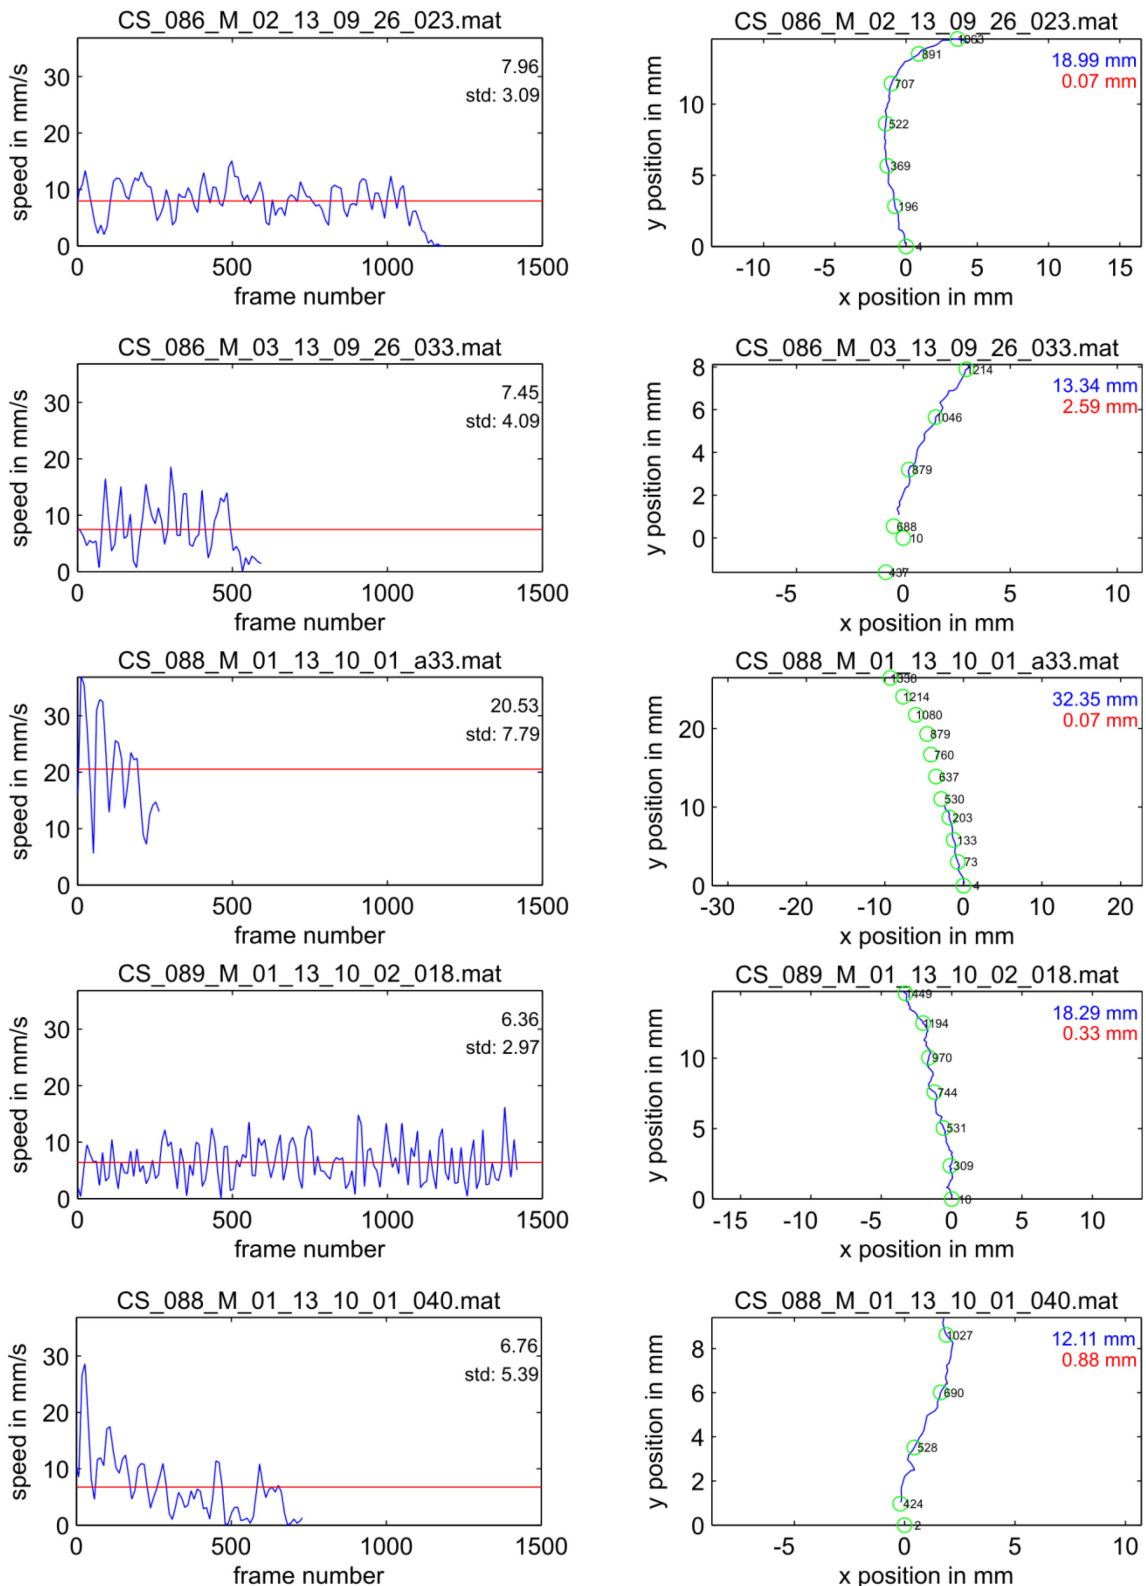 CS_086_M_02_13_09_26_023.mat
speed in mm/s
30
20
10
0
7.96
std: 3.09
0 500 1000 1500
frame number
CS_086_M_02_13_09_26_023.mat
y position in mm
10
5
0
1063
891
707
522
369
196
4
18.99 mm
0.07 mm
-10 -5 0 5 10 15
x position in mm
CS_086_M_03_13_09_26_033.mat
speed in mm/s
30
20
10
0
7.45
std: 4.09
0 500 1000 1500
frame number
CS_086_M_03_13_09_26_033.mat
y position in mm
8
6
4
2
0
1214
1046
879
688
10
437
13.34 mm
2.59 mm
-5 0 5 10
x position in mm
CS_088_M_01_13_10_01_a33.mat
speed in mm/s
30
20
10
0
20.53
std: 7.79
0 500 1000 1500
frame number
CS_088_M_01_13_10_01_a33.mat
y position in mm
20
10
0
1338
1214
1080
879
760
637
530
203
133
73
4
32.35 mm
0.07 mm
-30 -20 -10 0 10 20
x position in mm
CS_089_M_01_13_10_02_018.mat
speed in mm/s
30
20
10
0
6.36
std: 2.97
0 500 1000 1500
frame number
CS_089_M_01_13_10_02_018.mat
y position in mm
10
5
0
1449
1194
970
744
531
309
10
18.29 mm
0.33 mm
-15 -10 -5 0 5 10
x position in mm
CS_088_M_01_13_10_01_040.mat
speed in mm/s
30
20
10
0
6.76
std: 5.39
0 500 1000 1500
frame number
CS_088_M_01_13_10_01_040.mat
y position in mm
8
6
4
2
0
1027
690
528
424
2
12.11 mm
0.88 mm
-5 0 5 10
x position in mm